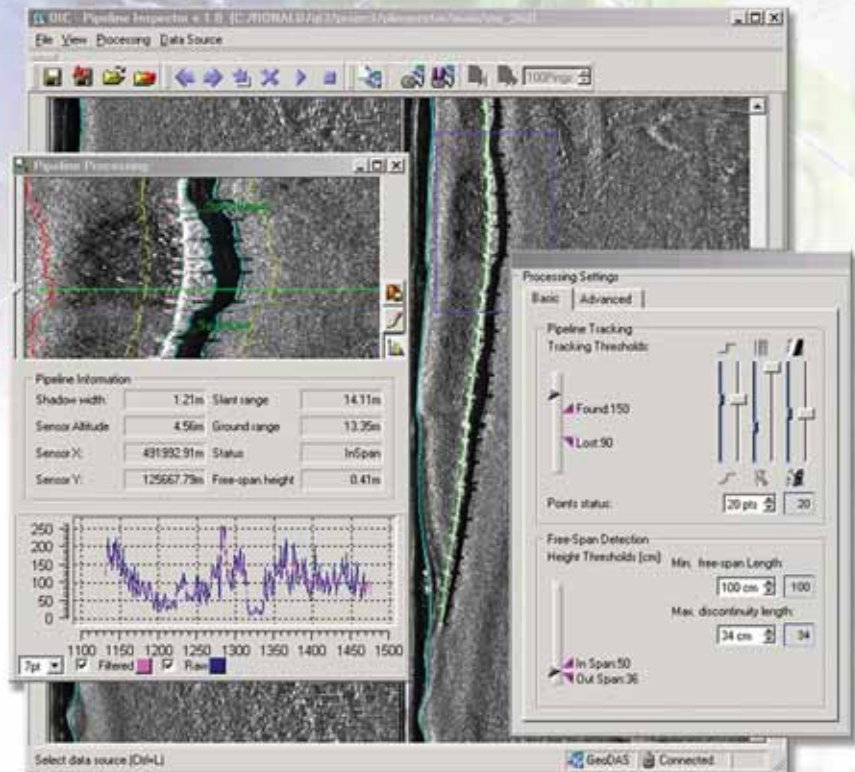 OIC - Pipeline Inspector v 1.0
File View Processing Data Source
100Pings
Pipeline Processing
Pipeline Information
Shadow width: 1.21m Slant range 14.11m
Sensor Altitude 4.56m Ground range 13.35m
Sensor X: 491992.91m Status InSpan
Sensor Y: 125667.79m Free-span height 0.41m
250
200
150
100
50
0
1100 1150 1200 1250 1300 1350 1400 1450 1500
7pt Filtered Raw
Processing Settings
Basic Advanced
Pipeline Tracking
Tracking Thresholds
Found:150
Lost:90
Points status: 20 pts 20
Free-Span Detection
Height Thresholds [cm]
Min. free-span Length:
100 cm 100
Max. discontinuity length:
34 cm 34
In Span:50
Out Span:36
Select data source (Ctrl+L) GeoDAS Connected